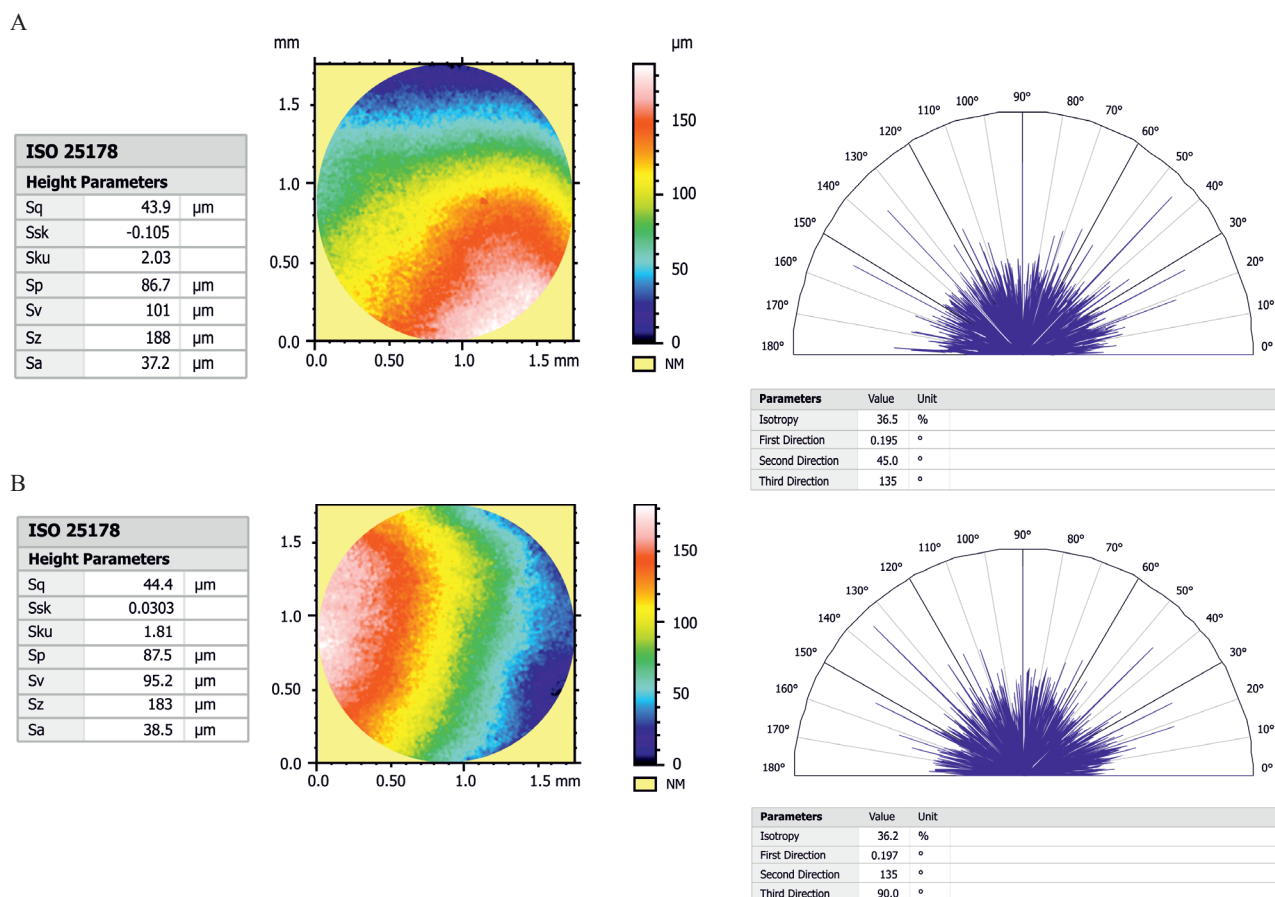 A
ISO 25178
Height Parameters
Sq 43.9 µm
Ssk -0.105
Sku 2.03
Sp 86.7 µm
Sv 101 µm
Sz 188 µm
Sa 37.2 µm
mm
1.5
1.0
0.50
0.0
0.0 0.50 1.0 1.5 mm
µm
150
100
50
0
NM
180° 170° 160° 150° 140° 130° 120° 110° 100° 90° 80° 70° 60° 50° 40° 30° 20° 10° 0°
Parameters Value Unit
Isotropy 36.5 %
First Direction 0.195 °
Second Direction 45.0 °
Third Direction 135 °
B
ISO 25178
Height Parameters
Sq 44.4 µm
Ssk 0.0303
Sku 1.81
Sp 87.5 µm
Sv 95.2 µm
Sz 183 µm
Sa 38.5 µm
1.5
1.0
0.50
0.0
0.0 0.50 1.0 1.5 mm
150
100
50
0
NM
180° 170° 160° 150° 140° 130° 120° 110° 100° 90° 80° 70° 60° 50° 40° 30° 20° 10° 0°
Parameters Value Unit
Isotropy 36.2 %
First Direction 0.197 °
Second Direction 135 °
Third Direction 90.0 °